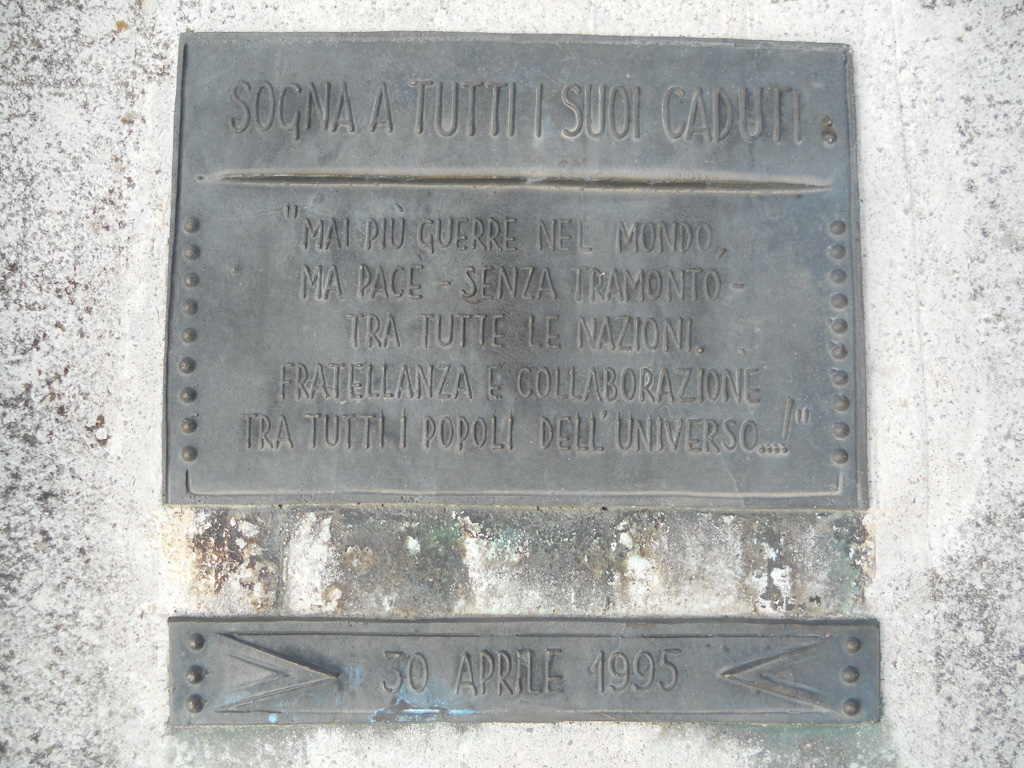 SOGNA A TUTTI I SUOI CADUTI.
"MAI PIÙ GUERRE NEL MONDO,
MA PACE - SENZA TRAMONTO -
TRA TUTTE LE NAZIONI.
FRATELLANZA E COLLABORAZIONE
TRA TUTTI I POPOLI DELL'UNIVERSO....!"
30 APRILE 1995